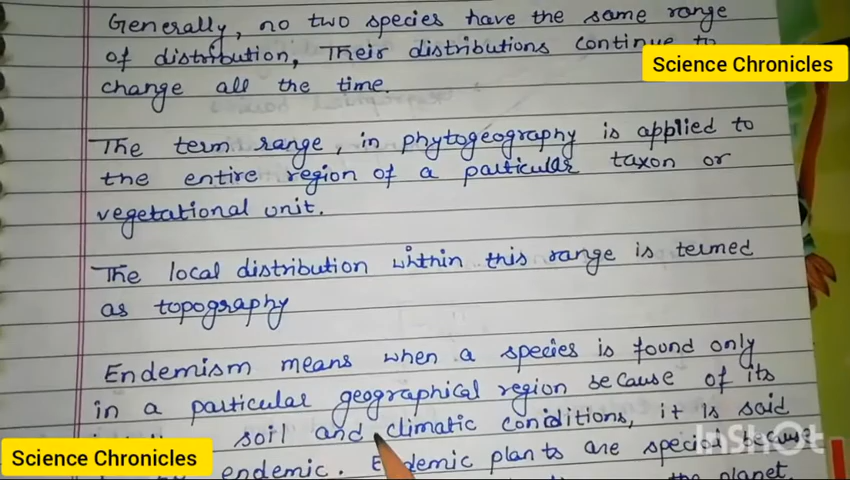 Generally, no two species have the same range
of distribution, Their distributions continue to
Science Chronicles
change all the time.
The term range, in phytogeography is applied to
the entire region of a particular taxon or
vegetational unit.
The local distribution within this range is termed
as topography
Endemism means when a species is found only
in a particular geographical region because of its
soil and climatic conditions, it is said
InShOt
Science Chronicles
endemic. Endemic plants are special because
the planet.